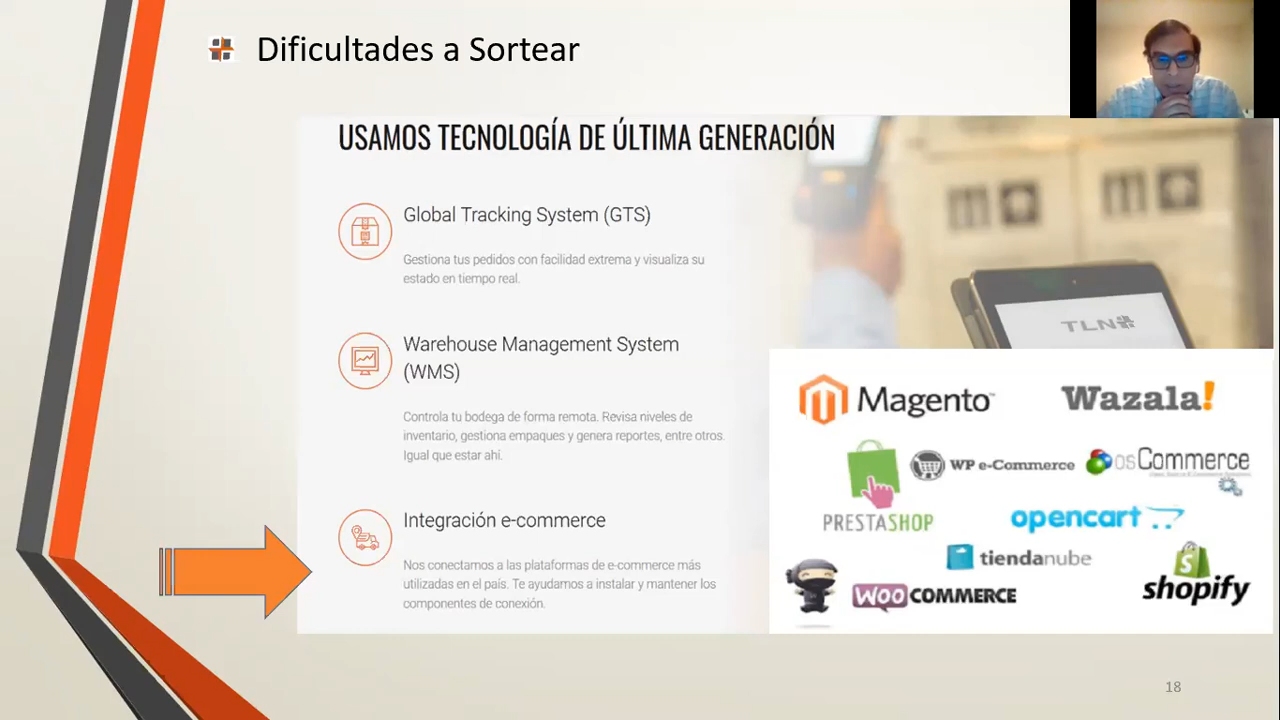 Dificultades a Sortear
USAMOS TECNOLOGÍA DE ÚLTIMA GENERACIÓN
Global Tracking System (GTS)
Gestiona tus pedidos con facilidad extrema y visualiza su
estado en tiempo real.
Warehouse Management System
(WMS)
Controla tu bodega de forma remota. Revisa niveles de
inventario, gestiona empaques y genera reportes, entre otros.
Igual que estar ahí.
Integración e-commerce
Nos conectamos a las plataformas de e-commerce más
utilizadas en el país. Te ayudamos a instalar y mantener los
componentes de conexión.
TLN
Magento™
Wazala!
WP e-Commerce
osCommerce
PRESTASHOP
opencart
tiendanube
WOOCOMMERCE
shopify
18